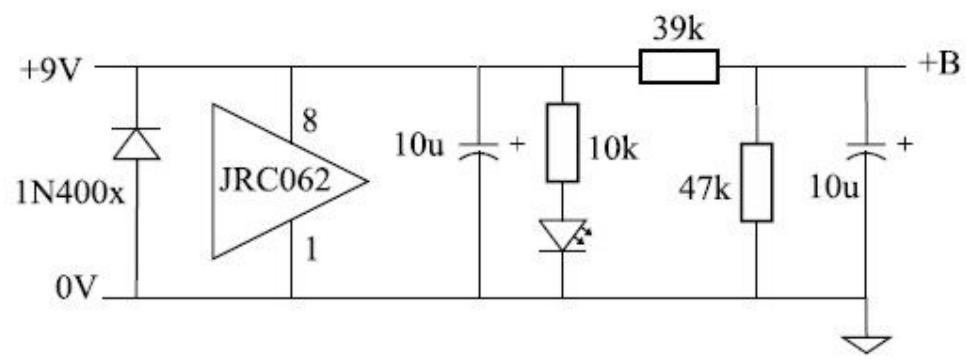 39k
+9V
+B
8
10u
+
10k
+
JRC062
47k
10u
1N400x
1
0V